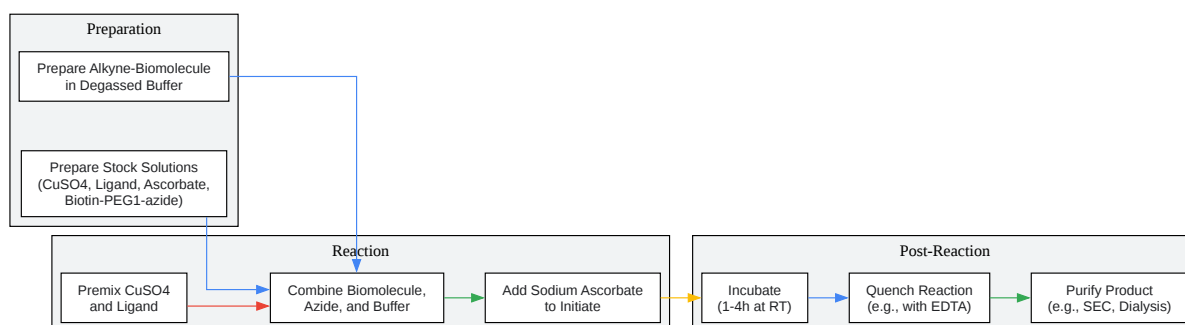 Preparation
Prepare Alkyne-Biomolecule
in Degassed Buffer
Prepare Stock Solutions
(CuSO4, Ligand, Ascorbate,
Biotin-PEG1-azide)
Reaction
Premix CuSO4
and Ligand
Combine Biomolecule,
Azide, and Buffer
Add Sodium Ascorbate
to Initiate
Post-Reaction
Incubate
(1-4h at RT)
Quench Reaction
(e.g., with EDTA)
Purify Product
(e.g., SEC, Dialysis)